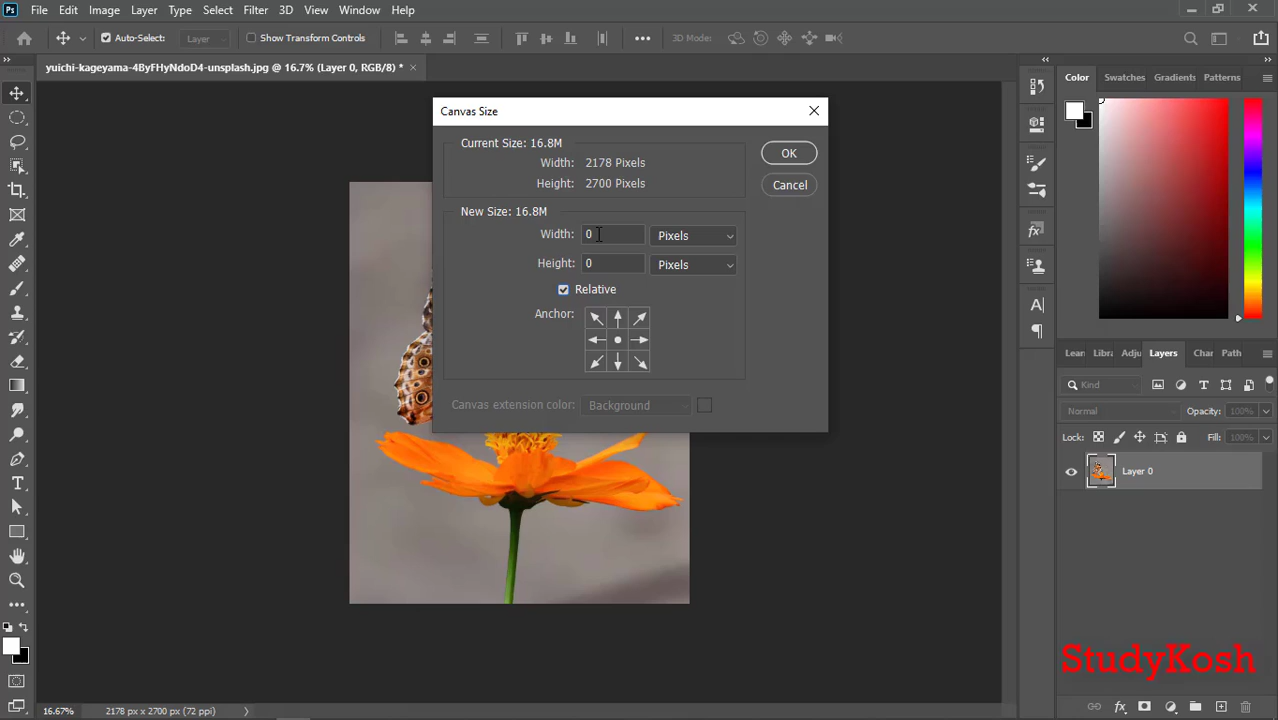 Ps File Edit Image Layer Type Select Filter 3D View Window Help
Auto-Select: Layer Show Transform Controls 3D Mode:
yuichi-kageyama-4ByFHyNdoD4-unsplash.jpg @ 16.7% (Layer 0, RGB/8) *
Color Swatches Gradients Patterns
Canvas Size
Current Size: 16.8M
Width: 2178 Pixels
Height: 2700 Pixels
OK
Cancel
New Size: 16.8M
Width: 0 Pixels
Height: 0 Pixels
Relative
Anchor:
Canvas extension color: Background
Lear Libra Adju Layers Char Path
Kind
Normal Opacity: 100%
Lock: Fill: 100%
Layer 0
StudyKosh
16.67% 2178 px x 2700 px (72 ppi)